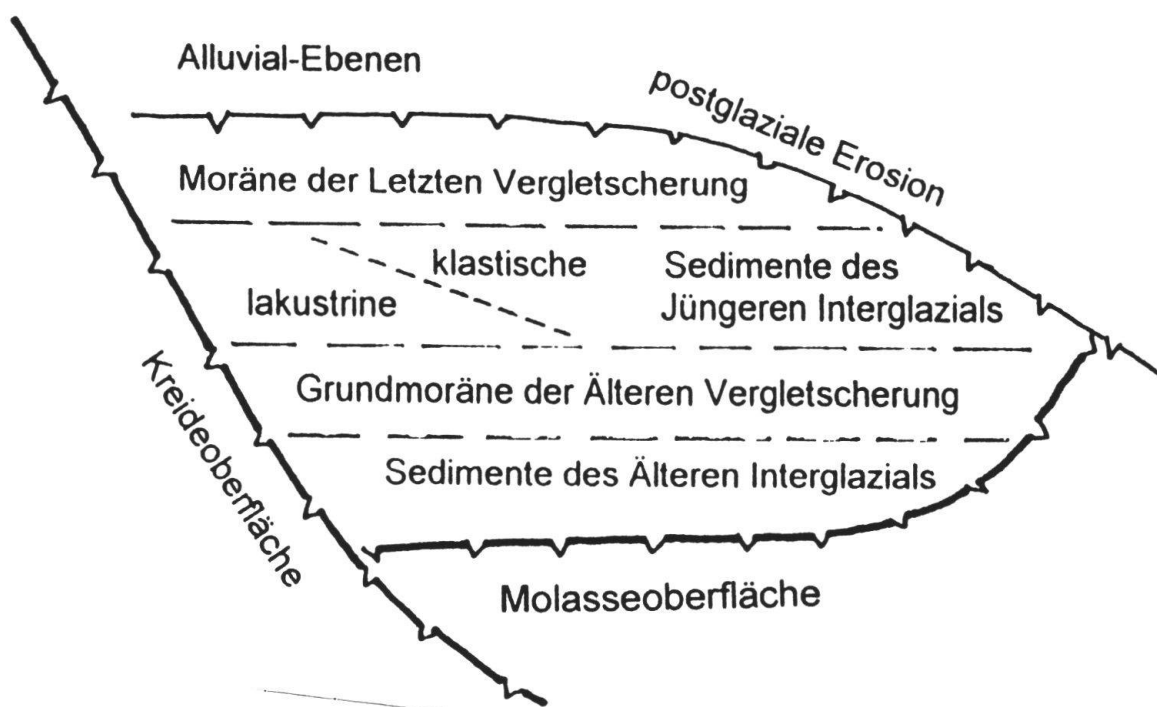 Alluvial-Ebenen
postglaziale Erosion
Moräne der Letzten Vergletscherung
klastische
Sedimente des
Jüngeren Interglazials
lakustrine
Kreideoberfläche
Grundmoräne der Älteren Vergletscherung
Sedimente des Älteren Interglazials
Molasseoberfläche